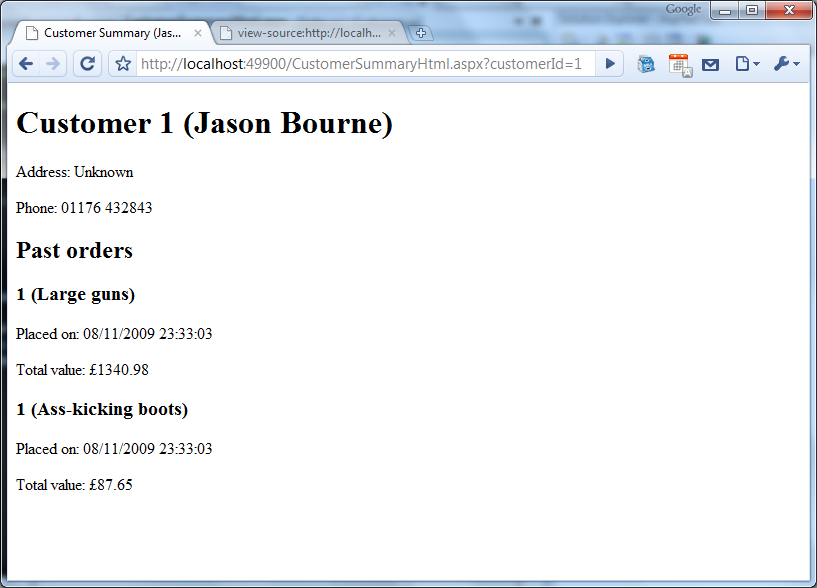 Google
Customer Summary (Jas...
view-source:http://localh...
http://localhost:49900/CustomerSummaryHtml.aspx?customerId=1
Customer 1 (Jason Bourne)
Address: Unknown
Phone: 01176 432843
Past orders
1 (Large guns)
Placed on: 08/11/2009 23:33:03
Total value: £1340.98
1 (Ass-kicking boots)
Placed on: 08/11/2009 23:33:03
Total value: £87.65